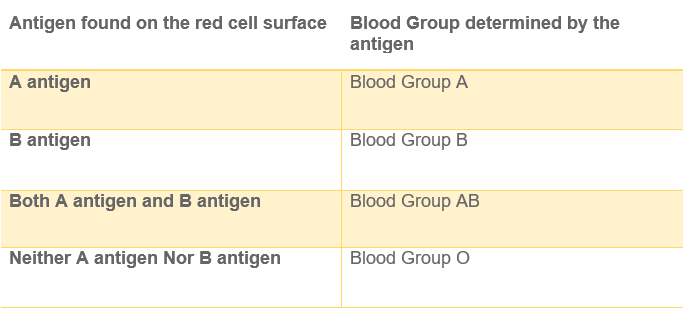 Antigen found on the red cell surface
Blood Group determined by the
antigen
A antigen
Blood Group A
B antigen
Blood Group B
Both A antigen and B antigen
Blood Group AB
Neither A antigen Nor B antigen
Blood Group O